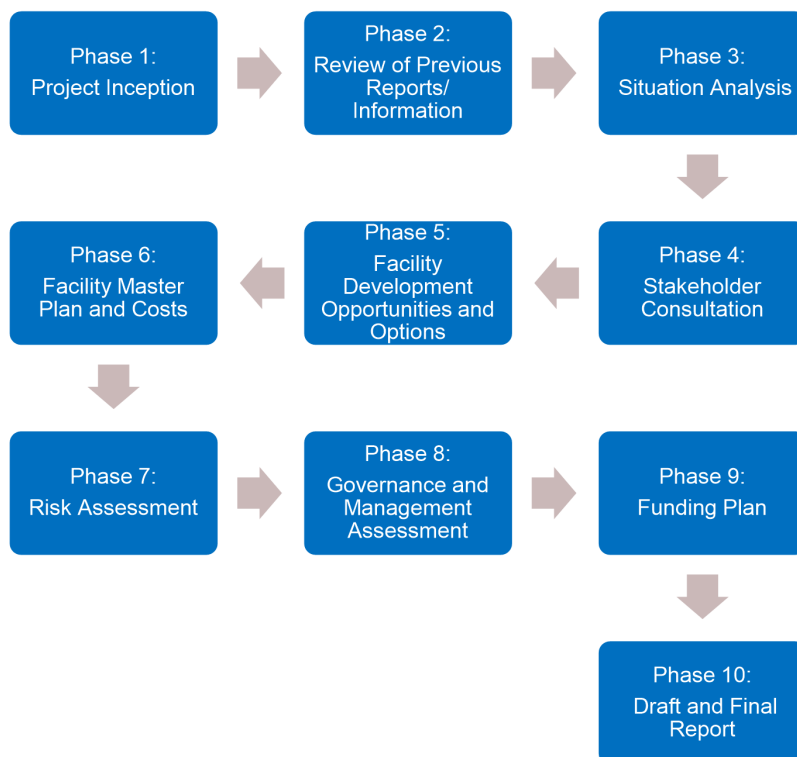 Phase 1:
Project Inception
Phase 2:
Review of Previous
Reports/
Information
Phase 3:
Situation Analysis
Phase 4:
Stakeholder
Consultation
Phase 5:
Facility
Development
Opportunities and
Options
Phase 6:
Facility Master
Plan and Costs
Phase 7:
Risk Assessment
Phase 8:
Governance and
Management
Assessment
Phase 9:
Funding Plan
Phase 10:
Draft and Final
Report